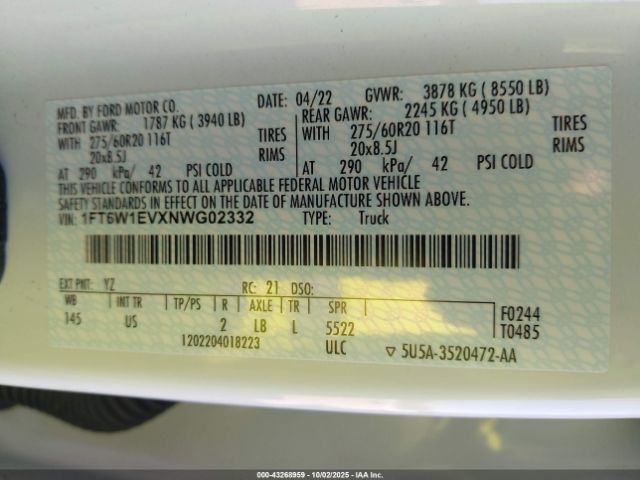 MFD. BY FORD MOTOR CO. DATE: 04/22 GVWR: 3878 KG ( 8550 LB)
FRONT GAWR: 1787 KG ( 3940 LB) REAR GAWR: 2245 KG ( 4950 LB)
WITH 275/60R20 116T TIRES WITH 275/60R20 116T TIRES
20x8.5J RIMS 20x8.5J RIMS
AT 290 kPa/ 42 PSI COLD AT 290 kPa/ 42 PSI COLD
THIS VEHICLE CONFORMS TO ALL APPLICABLE FEDERAL MOTOR VEHICLE
SAFETY STANDARDS IN EFFECT ON THE DATE OF MANUFACTURE SHOWN ABOVE.
VIN: 1FT6W1EVXNWG02332 TYPE: Truck
EXT PNT: YZ RC: 21 DSO:
WB INT TR TP/PS R AXLE TR SPR F0244
145 US 2 LB L 5522 T0485
1202204018223 ULC ▽ 5U5A-3520472-AA
000-43268959 - 10/02/2025 - IAA Inc.